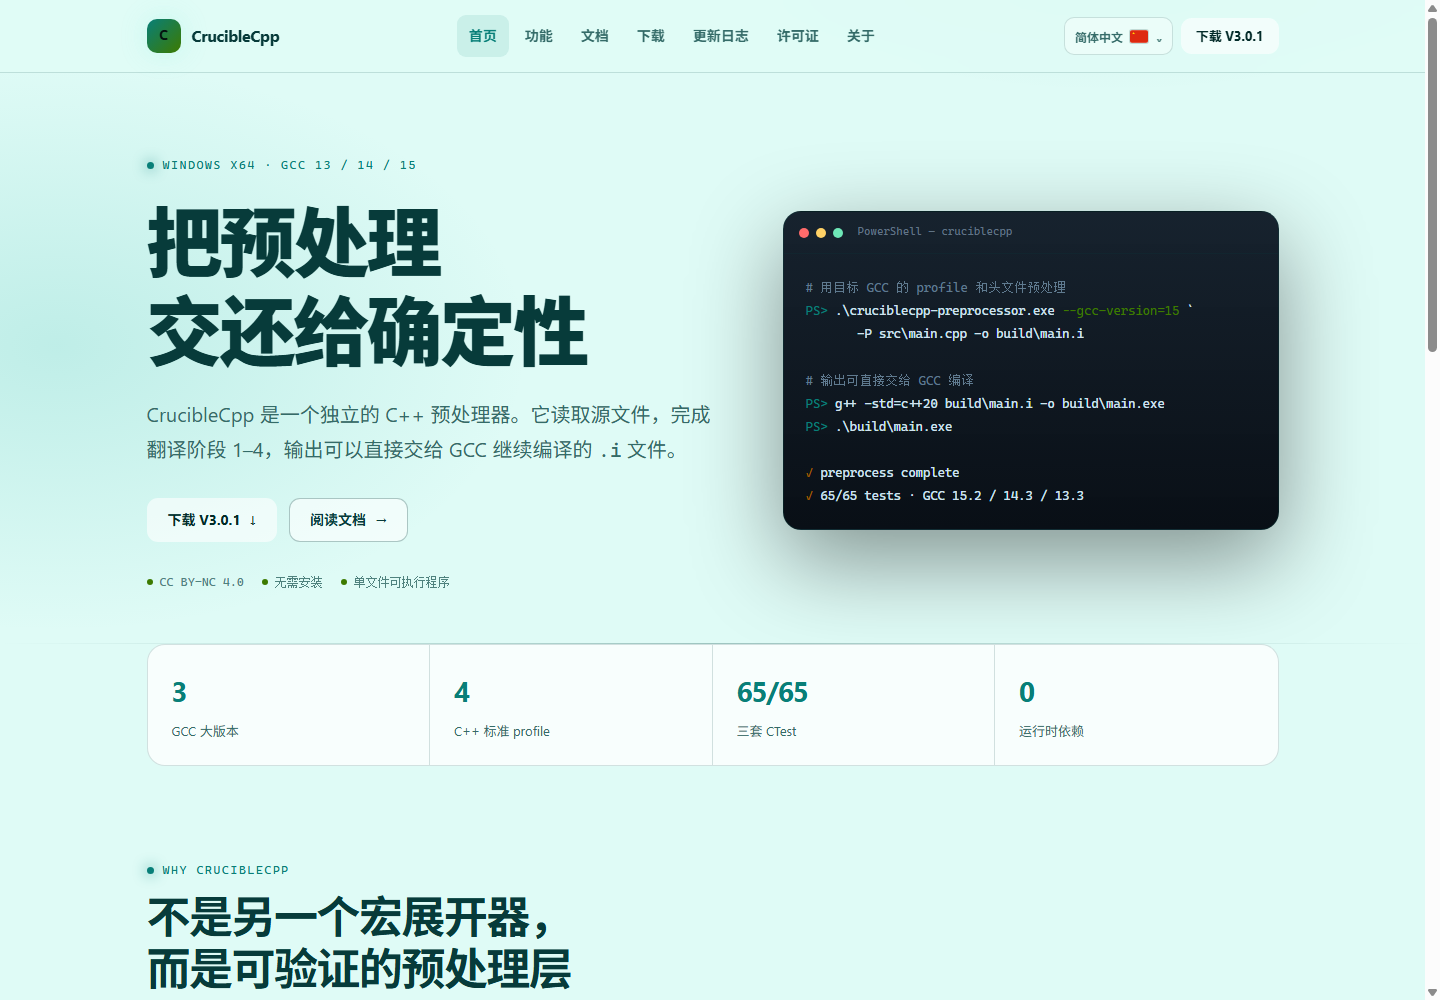 C
CrucibleCpp
首页 功能 文档 下载 更新日志 许可证 关于
简体中文
下载 V3.0.1
WINDOWS X64 · GCC 13 / 14 / 15
把预处理
交还给确定性
CrucibleCpp 是一个独立的 C++ 预处理器。它读取源文件，完成
翻译阶段 1–4，输出可以直接交给 GCC 继续编译的 .i 文件。
下载 V3.0.1 ↓
阅读文档 →
CC BY-NC 4.0
无需安装
单文件可执行程序
PowerShell — cruciblecpp
# 用目标 GCC 的 profile 和头文件预处理
PS> .\cruciblecpp-preprocessor.exe --gcc-version=15 `
-P src\main.cpp -o build\main.i
# 输出可直接交给 GCC 编译
PS> g++ -std=c++20 build\main.i -o build\main.exe
PS> .\build\main.exe
✓ preprocess complete
✓ 65/65 tests · GCC 15.2 / 14.3 / 13.3
3
GCC 大版本
4
C++ 标准 profile
65/65
三套 CTest
0
运行时依赖
WHY CRUCIBLECPP
不是另一个宏展开器，
而是可验证的预处理层